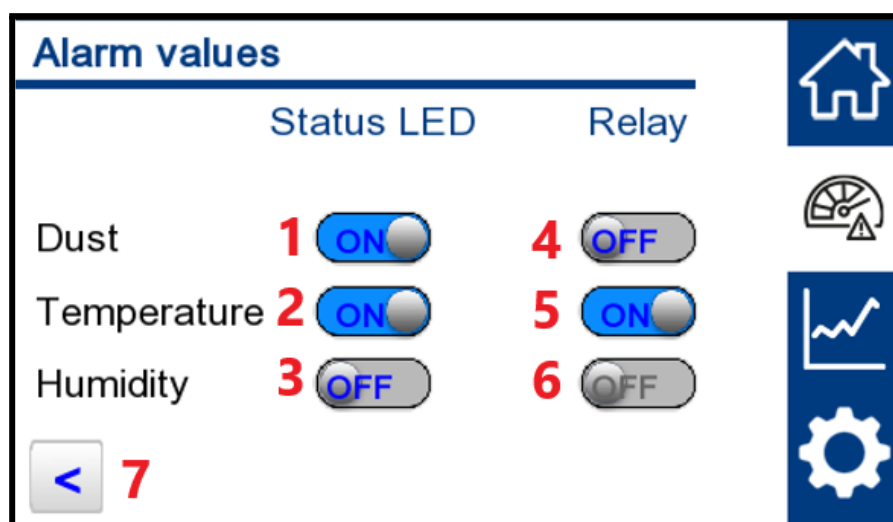 Alarm values
Status LED Relay
Dust 1 ON 4 OFF
Temperature 2 ON 5 ON
Humidity 3 OFF 6 OFF
< 7